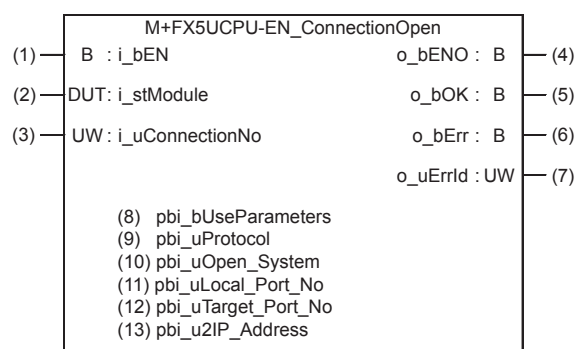 M+FX5UCPU-EN_ConnectionOpen
(1) B : i_bEN o_bENO : B (4)
(2) DUT: i_stModule o_bOK : B (5)
(3) UW : i_uConnectionNo o_bErr : B (6)
o_uErrId : UW (7)
(8) pbi_bUseParameters
(9) pbi_uProtocol
(10) pbi_uOpen_System
(11) pbi_uLocal_Port_No
(12) pbi_uTarget_Port_No
(13) pbi_u2IP_Address